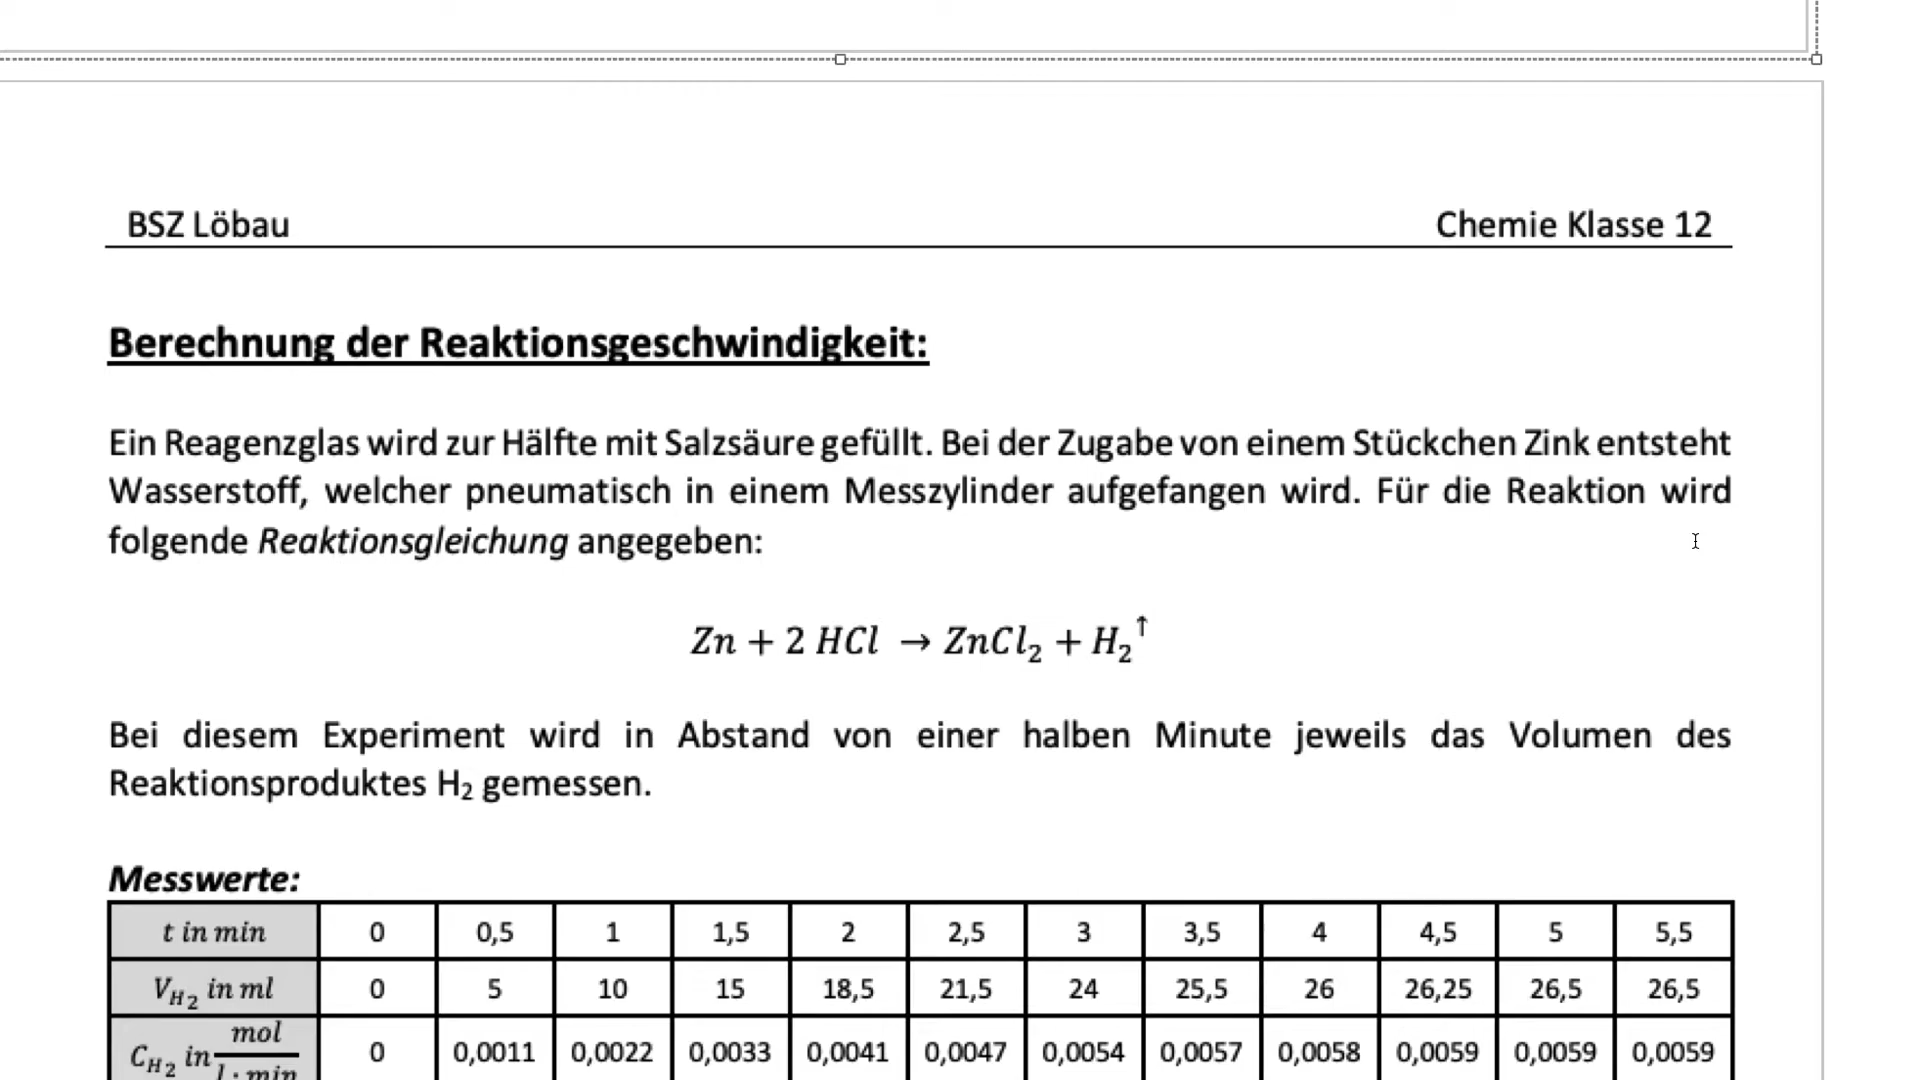 BSZ Löbau Chemie Klasse 12
Berechnung der Reaktionsgeschwindigkeit:
Ein Reagenzglas wird zur Hälfte mit Salzsäure gefüllt. Bei der Zugabe von einem Stückchen Zink entsteht
Wasserstoff, welcher pneumatisch in einem Messzylinder aufgefangen wird. Für die Reaktion wird
folgende Reaktionsgleichung angegeben:
Zn + 2 HCl → ZnCl₂ + H₂↑
Bei diesem Experiment wird in Abstand von einer halben Minute jeweils das Volumen des
Reaktionsproduktes H₂ gemessen.
Messwerte:
t in min 0 0,5 1 1,5 2 2,5 3 3,5 4 4,5 5 5,5
V_H₂ in ml 0 5 10 15 18,5 21,5 24 25,5 26 26,25 26,5 26,5
C_H₂ in mol / l · min 0 0,0011 0,0022 0,0033 0,0041 0,0047 0,0054 0,0057 0,0058 0,0059 0,0059 0,0059